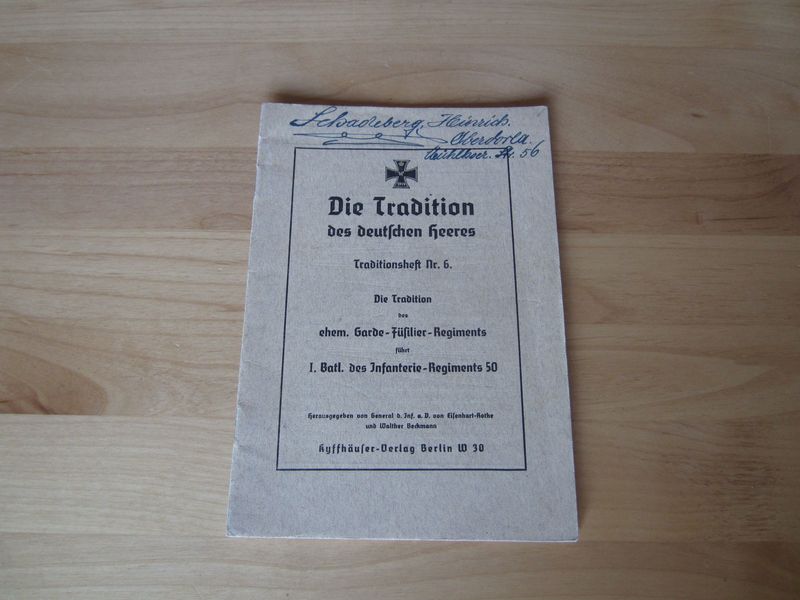 Schadeberg, Heinrich.
Oberdorla.
Str. 56
Die Tradition
des deutſchen Heeres
Traditionsheft Nr. 6.
Die Tradition
des
ehem. Garde-Füſilier-Regiments
führt
I. Batl. des Infanterie-Regiments 50
Herausgegeben von General d. Inf. a. D. von Eiſenhart-Rothe
und Walther Beckmann
Kyffhäuſer-Verlag Berlin W 30